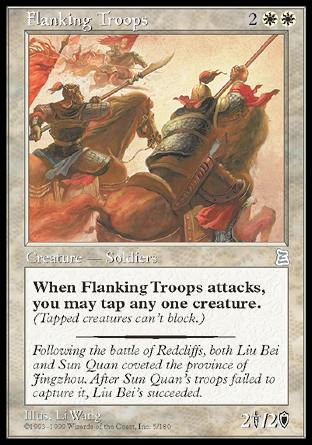 Flanking Troops 2
Creature — Soldiers
When Flanking Troops attacks,
you may tap any one creature.
(Tapped creatures can't block.)
Following the battle of Redcliffs, both Liu Bei
and Sun Quan coveted the province of
Jingzhou. After Sun Quan's troops failed to
capture it, Liu Bei's succeeded.
Illus. Li Wang
©1993-1999 Wizards of the Coast, Inc. 5/180
2/2